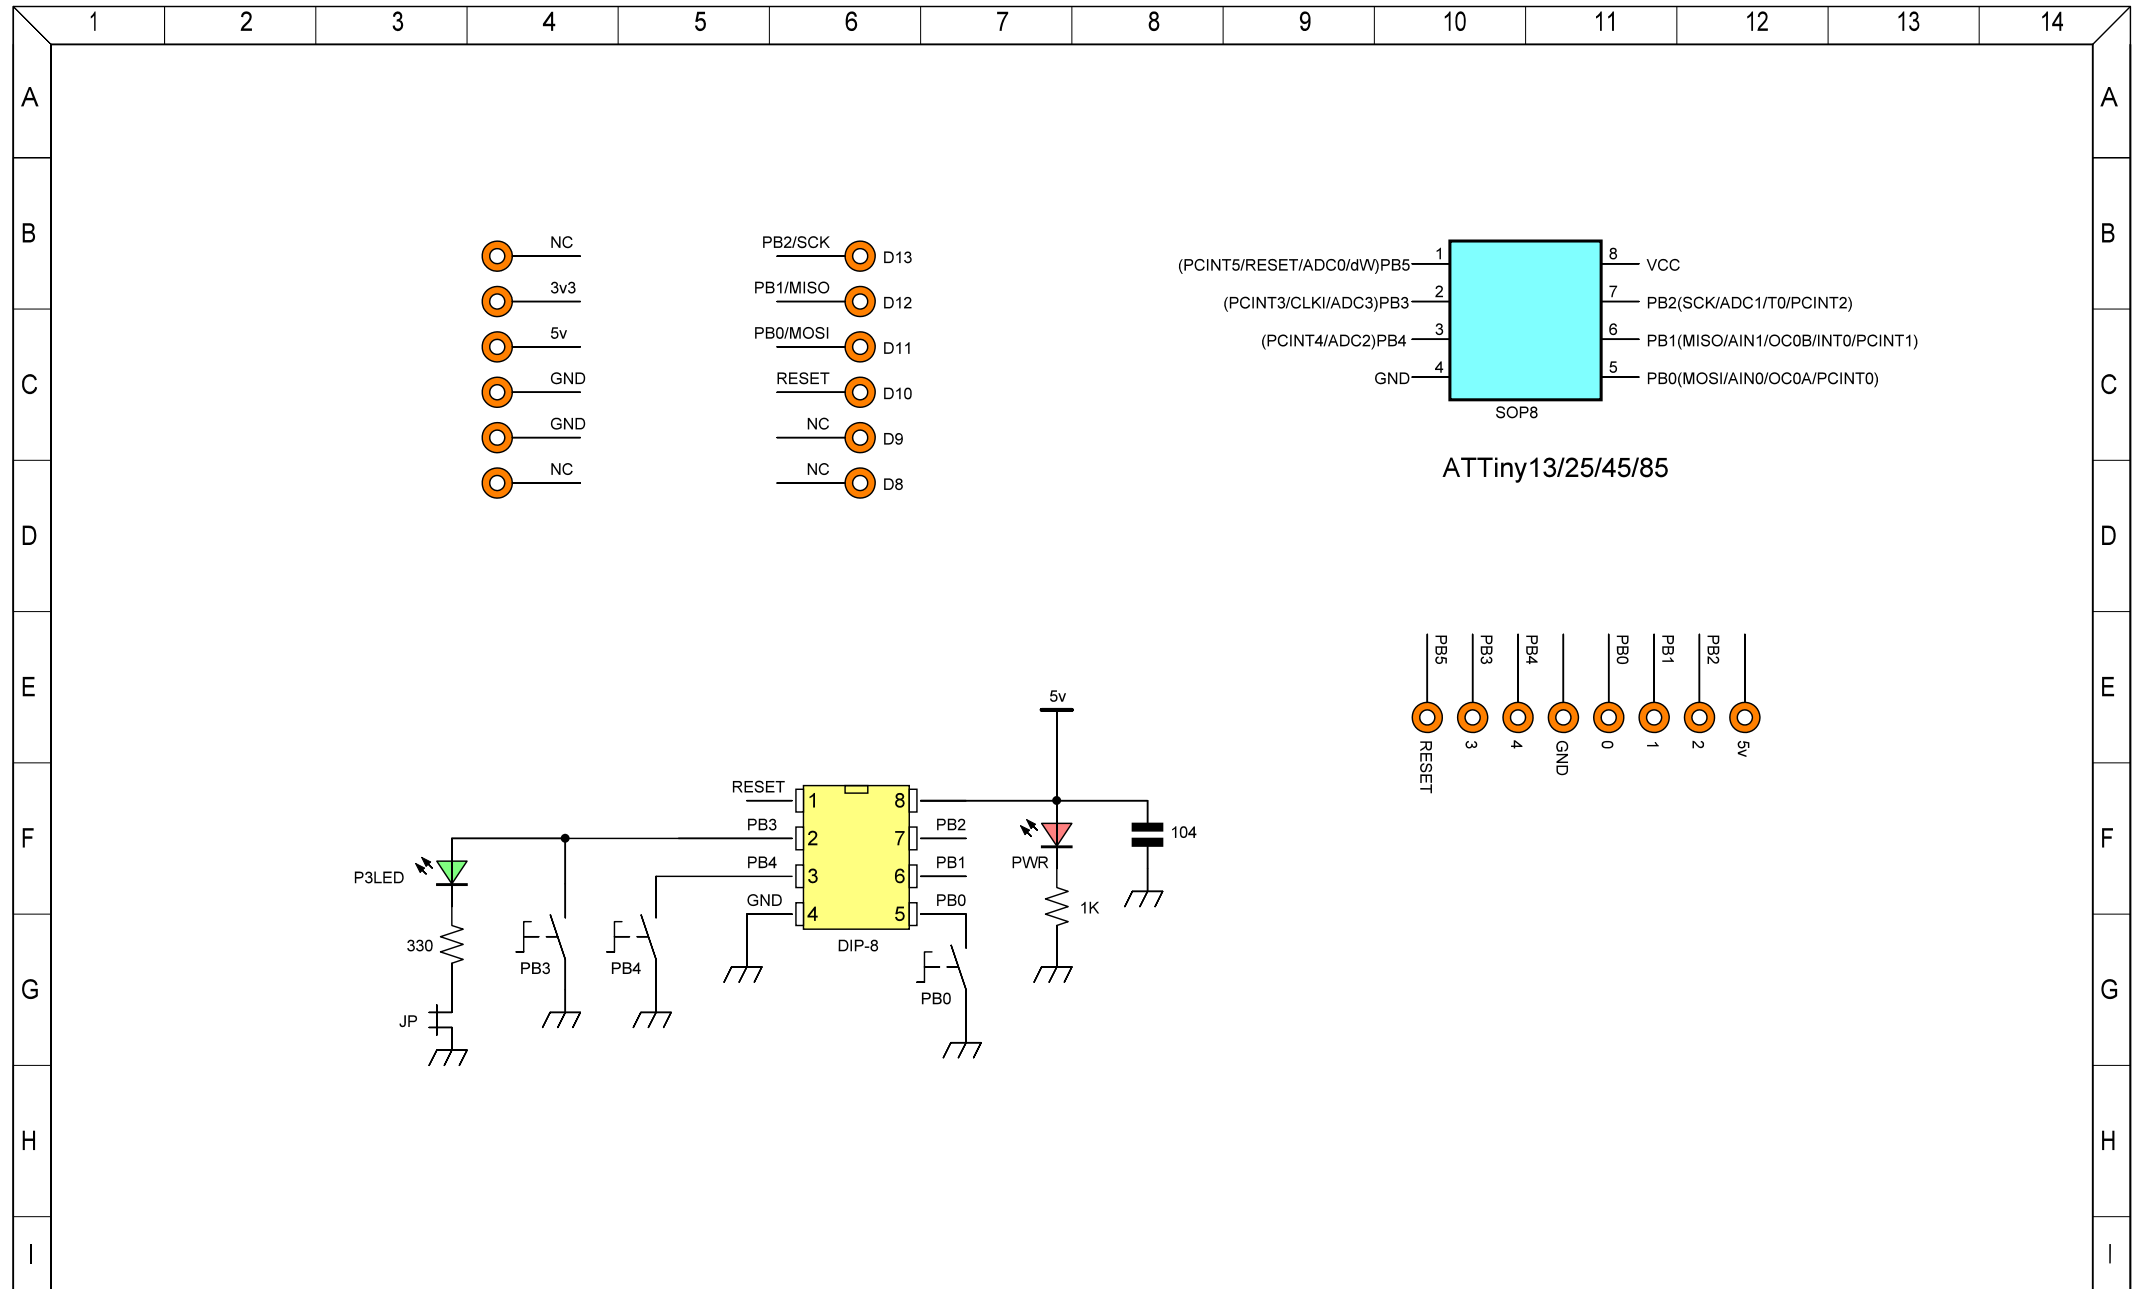 1 2 3 4 5 6 7 8 9 10 11 12 13 14
A A
B B
NC PB2/SCK D13
3v3 PB1/MISO D12
5v PB0/MOSI D11
GND RESET D10
GND NC D9
NC NC D8
(PCINT5/RESET/ADC0/dW)PB5 1 8 VCC
(PCINT3/CLKI/ADC3)PB3 2 7 PB2(SCK/ADC1/T0/PCINT2)
(PCINT4/ADC2)PB4 3 6 PB1(MISO/AIN1/OC0B/INT0/PCINT1)
GND 4 5 PB0(MOSI/AIN0/OC0A/PCINT0)
SOP8
C C
ATTiny13/25/45/85
D D
PB5 PB3 PB4 PB0 PB1 PB2
RESET 3 4 GND 0 1 2 5v
E E
5v
RESET 1 8
PB3 2 7 PB2
PB4 3 6 PB1
GND 4 5 PB0
DIP-8
PWR
104
1K
F F
P3LED
330
PB3 PB4
PB0
JP
G G
H H
I I